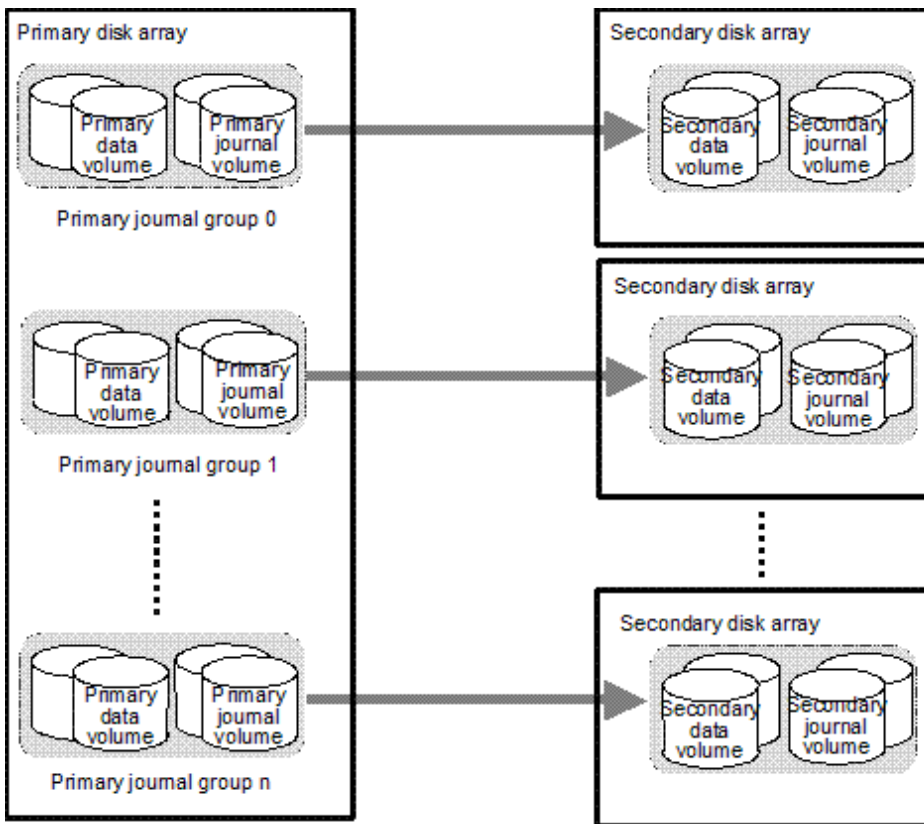 Primary disk array
Primary
data
volume
Primary
journal
volume
Primary journal group 0
Secondary disk array
Secondary
data
volume
Secondary
journal
volume
Primary
data
volume
Primary
journal
volume
Primary journal group 1
Secondary disk array
Secondary
data
volume
Secondary
journal
volume
Primary
data
volume
Primary
journal
volume
Primary journal group n
Secondary disk array
Secondary
data
volume
Secondary
journal
volume